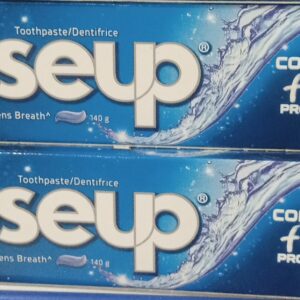 Toothpaste/Dentifrice
seup®
CO
f
PRO
ens Breath^ 140 g
Toothpaste/Dentifrice
seup®
CO
f
PRO
ens Breath^ 140 g